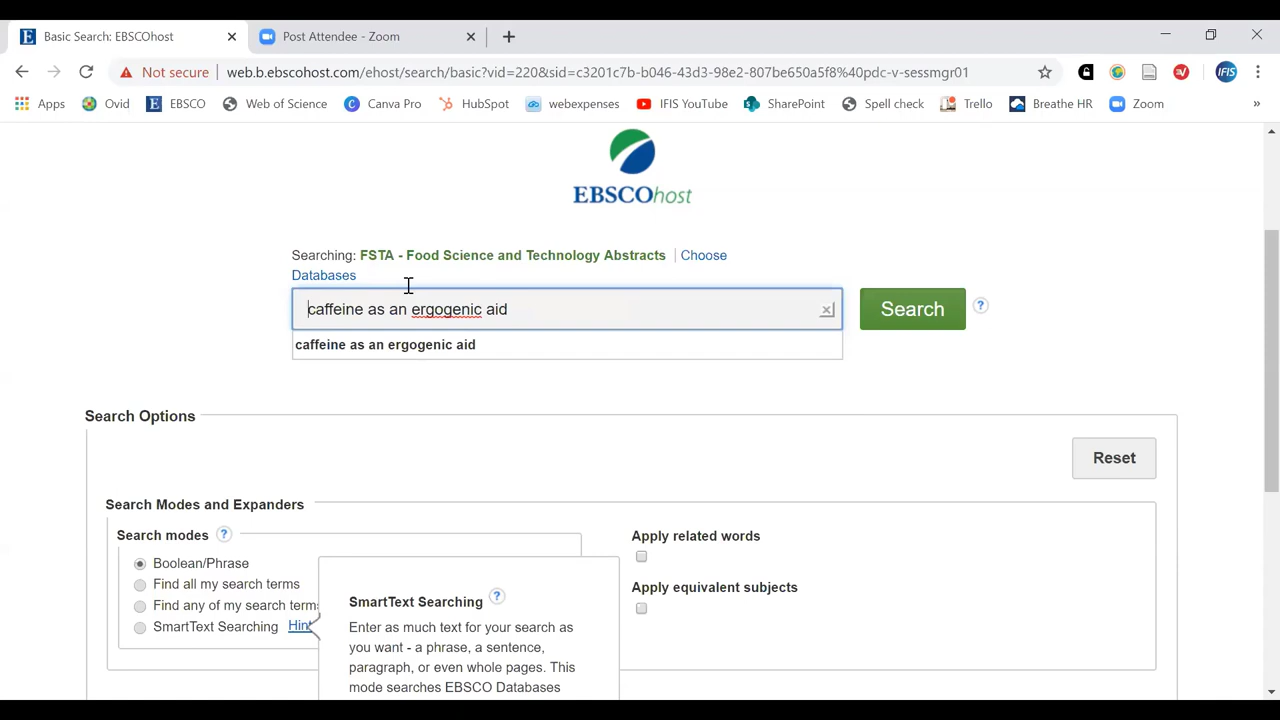 Basic Search: EBSCOhost
Post Attendee - Zoom
Not secure
web.b.ebscohost.com/ehost/search/basic?vid=220&sid=c3201c7b-b046-43d3-98e2-807be650a5f8%40pdc-v-sessmgr01
IFIS
Apps Ovid EBSCO Web of Science Canva Pro HubSpot webexpenses IFIS YouTube SharePoint Spell check Trello Breathe HR Zoom »
EBSCOhost
Searching: FSTA - Food Science and Technology Abstracts Choose
Databases
caffeine as an ergogenic aid
Search
caffeine as an ergogenic aid
Search Options
Reset
Search Modes and Expanders
Search modes
Boolean/Phrase
Find all my search terms
Find any of my search terms
SmartText Searching Hint
SmartText Searching
Enter as much text for your search as
you want - a phrase, a sentence,
paragraph, or even whole pages. This
mode searches EBSCO Databases
Apply related words
Apply equivalent subjects